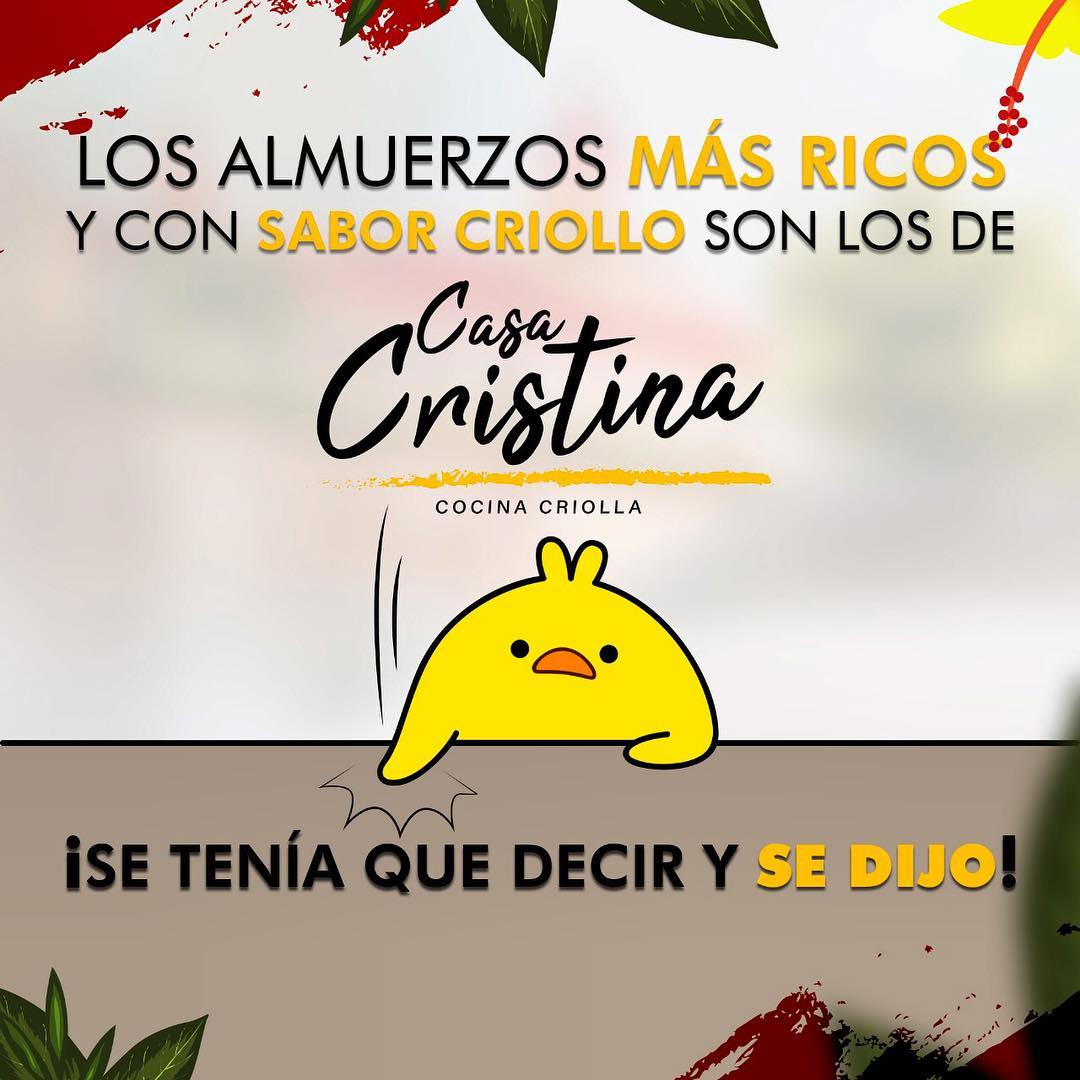 LOS ALMUERZOS MÁS RICOS
Y CON SABOR CRIOLLO SON LOS DE
Casa
Cristina
COCINA CRIOLLA
¡SE TENÍA QUE DECIR Y SE DIJO!